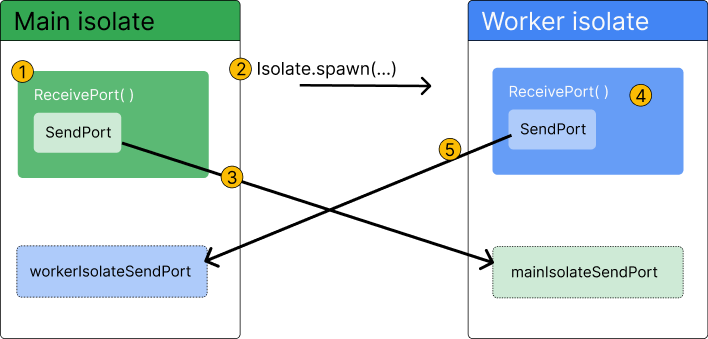 Main isolate
Worker isolate
1
2
Isolate.spawn(...)
ReceivePort( )
SendPort
ReceivePort( )
4
SendPort
3
5
workerIsolateSendPort
mainIsolateSendPort